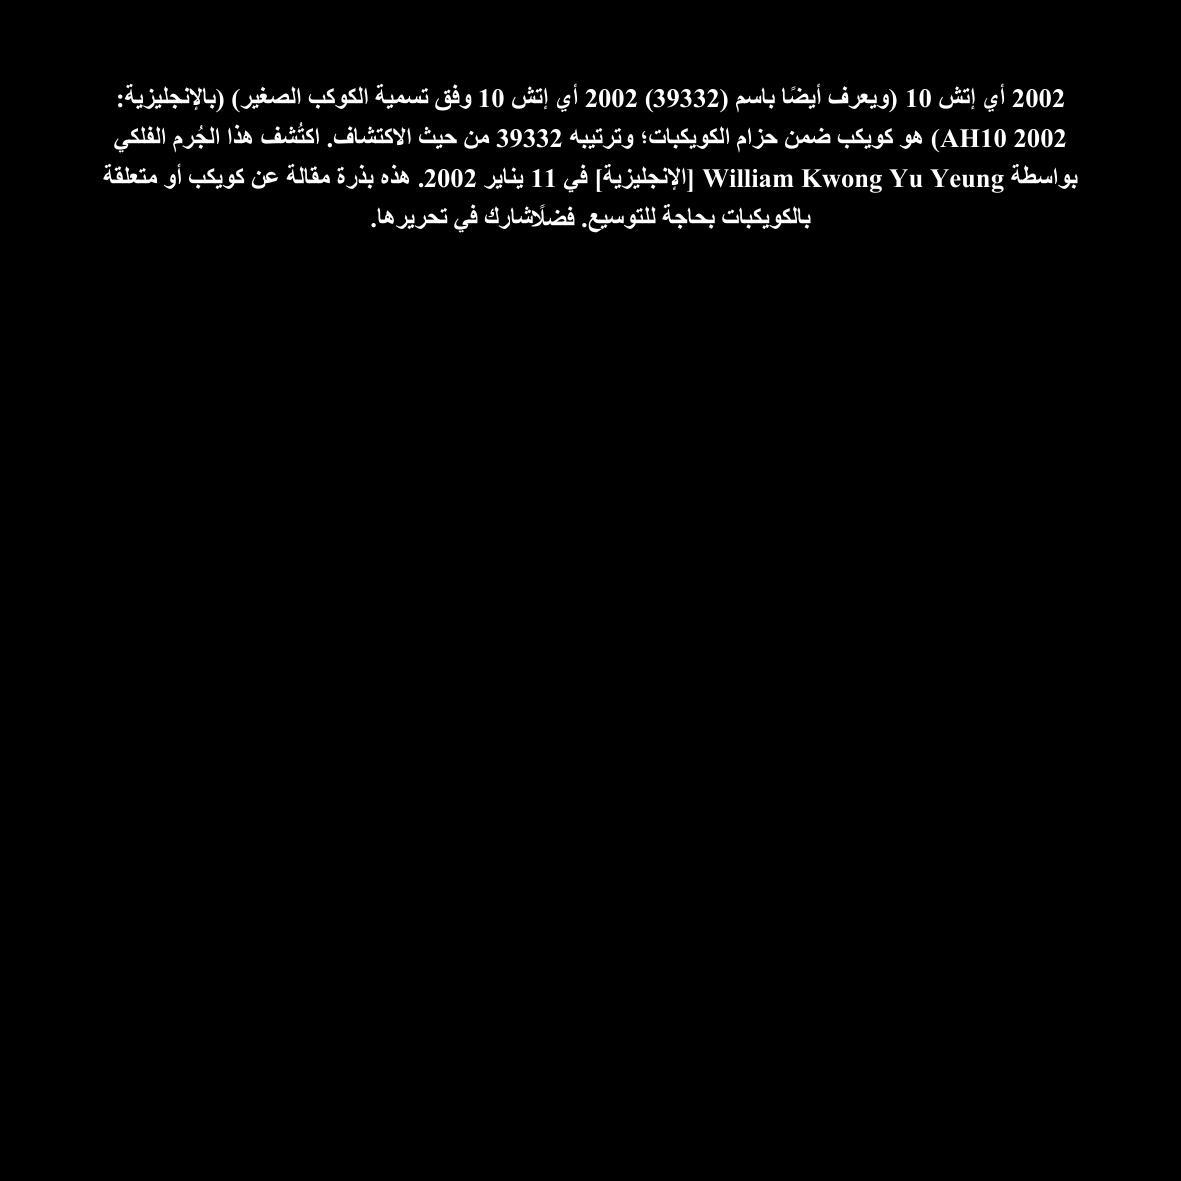 2002 أي إتش 10 (ويعرف أيضًا باسم (39332) 2002 أي إتش 10 وفق تسمية الكوكب الصغير) (بالإنجليزية:
2002 AH10) هو كويكب ضمن حزام الكويكبات؛ وترتيبه 39332 من حيث الاكتشاف. اكتُشف هذا الجُرم الفلكي
بواسطة William Kwong Yu Yeung [الإنجليزية] في 11 يناير 2002. هذه بذرة مقالة عن كويكب أو متعلقة
بالكويكبات بحاجة للتوسيع. فضلًاشارك في تحريرها.